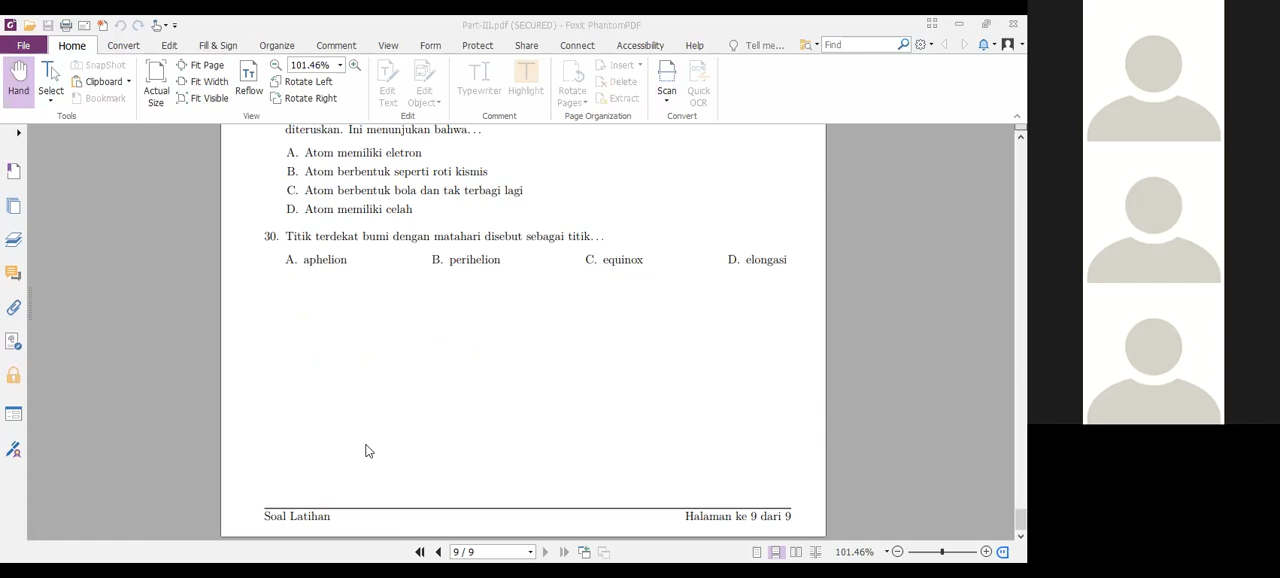 Part-III.pdf (SECURED) - Foxit PhantomPDF
File Home Convert Edit Fill & Sign Organize Comment View Form Protect Share Connect Accessibility Help Tell me... Find
Hand Select SnapShot Clipboard Bookmark
Tools
Actual Size Fit Page Fit Width Fit Visible Reflow 101.46% Rotate Left Rotate Right
View
Edit Text Edit Object
Edit
Typewriter Highlight
Comment
Rotate Pages Insert Delete Extract
Page Organization
Scan Quick OCR
Convert
diteruskan. Ini menunjukan bahwa...
A. Atom memiliki eletron
B. Atom berbentuk seperti roti kismis
C. Atom berbentuk bola dan tak terbagi lagi
D. Atom memiliki celah
30. Titik terdekat bumi dengan matahari disebut sebagai titik...
A. aphelion B. perihelion C. equinox D. elongasi
Soal Latihan Halaman ke 9 dari 9
9 / 9 101.46%